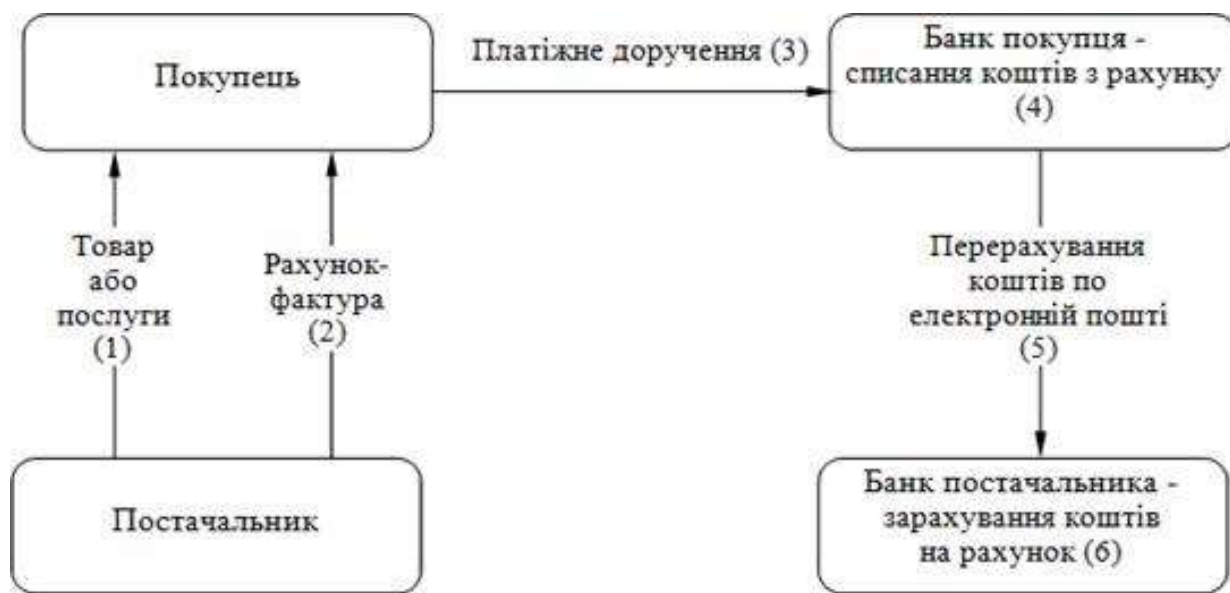 Покупець
Платіжне доручення (3)
Банк покупця -
списання коштів з рахунку
(4)
Товар
або
послуги
(1)
Рахунок-
фактура
(2)
Перерахування
коштів по
електронній пошті
(5)
Постачальник
Банк постачальника -
зарахування коштів
на рахунок (6)